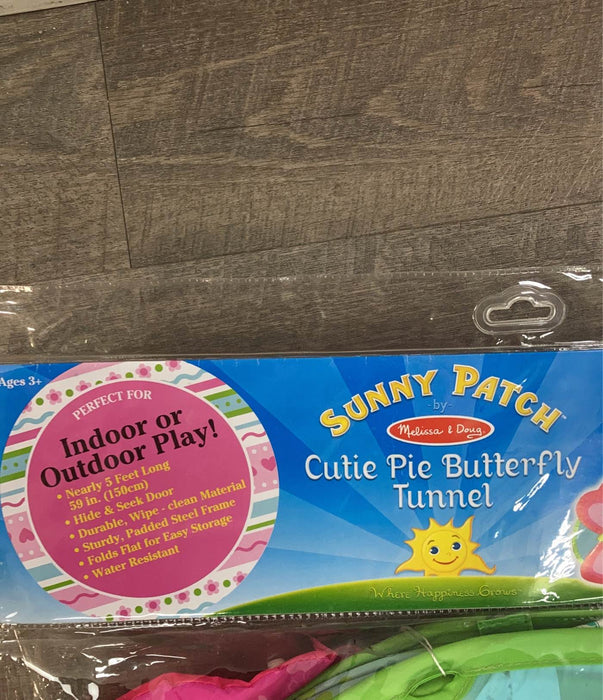 Ages 3+
PERFECT FOR
Indoor or
Outdoor Play!
• Nearly 5 Feet Long
59 in. (150cm)
• Hide & Seek Door
• Durable, Wipe - clean Material
• Sturdy, Padded Steel Frame
• Folds Flat for Easy Storage
• Water Resistant
SUNNY PATCH™
-by-
Melissa & Doug
Cutie Pie Butterfly
Tunnel
Where Happiness Grows™